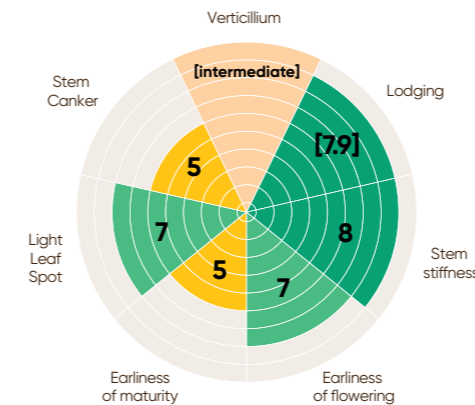 Verticillium
[intermediate]
Stem
Canker
Lodging
[7.9]
5
Light
Leaf
Spot
7
8
Stem
stiffness
5
7
Earliness
of maturity
Earliness
of flowering